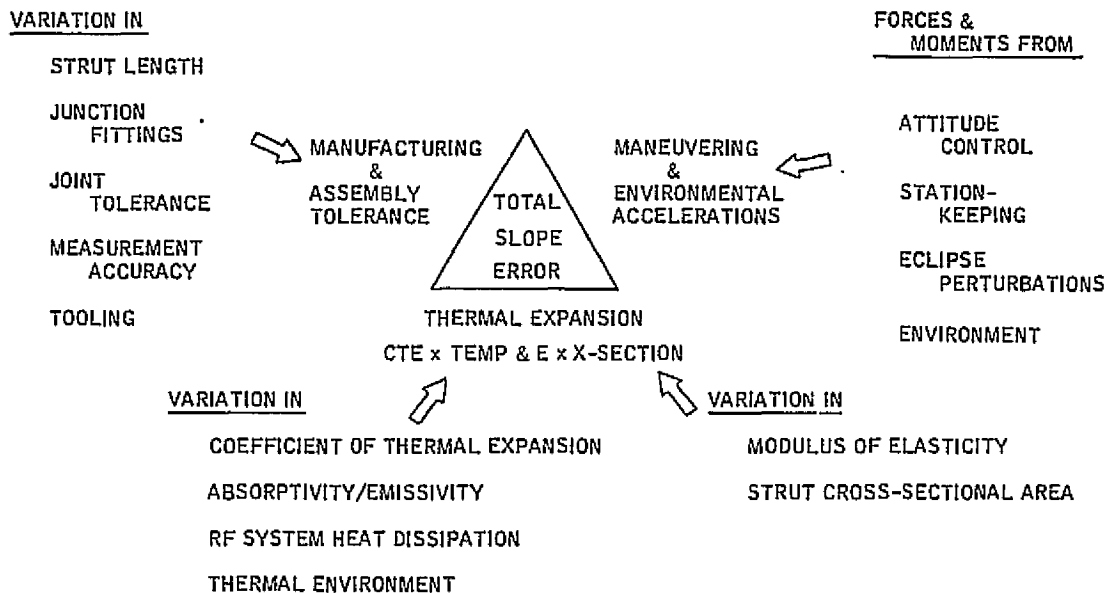 VARIATION IN
STRUT LENGTH
JUNCTION
FITTINGS
JOINT
TOLERANCE
MEASUREMENT
ACCURACY
TOOLING
MANUFACTURING
&
ASSEMBLY
TOLERANCE
TOTAL
SLOPE
ERROR
MANEUVERING
&
ENVIRONMENTAL
ACCELERATIONS
FORCES &
MOMENTS FROM
ATTITUDE
CONTROL
STATION-
KEEPING
ECLIPSE
PERTURBATIONS
ENVIRONMENT
THERMAL EXPANSION
CTE x TEMP & E x X-SECTION
VARIATION IN
COEFFICIENT OF THERMAL EXPANSION
ABSORPTIVITY/EMISSIVITY
RF SYSTEM HEAT DISSIPATION
THERMAL ENVIRONMENT
VARIATION IN
MODULUS OF ELASTICITY
STRUT CROSS-SECTIONAL AREA